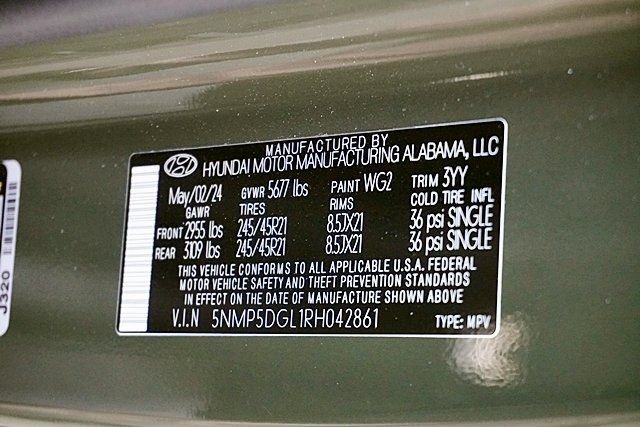 MANUFACTURED BY
HYUNDAI MOTOR MANUFACTURING ALABAMA, LLC
May/02/24 GVWR 5677 lbs PAINT WG2 TRIM 3YY
GAWR TIRES RIMS COLD TIRE INFL
FRONT 2955 lbs 245/45R21 8.5JX21 36 psi SINGLE
REAR 3109 lbs 245/45R21 8.5JX21 36 psi SINGLE
THIS VEHICLE CONFORMS TO ALL APPLICABLE U.S.A. FEDERAL
MOTOR VEHICLE SAFETY AND THEFT PREVENTION STANDARDS
IN EFFECT ON THE DATE OF MANUFACTURE SHOWN ABOVE
V.I.N 5NMP5DGL1RH042861 TYPE: MPV
J320